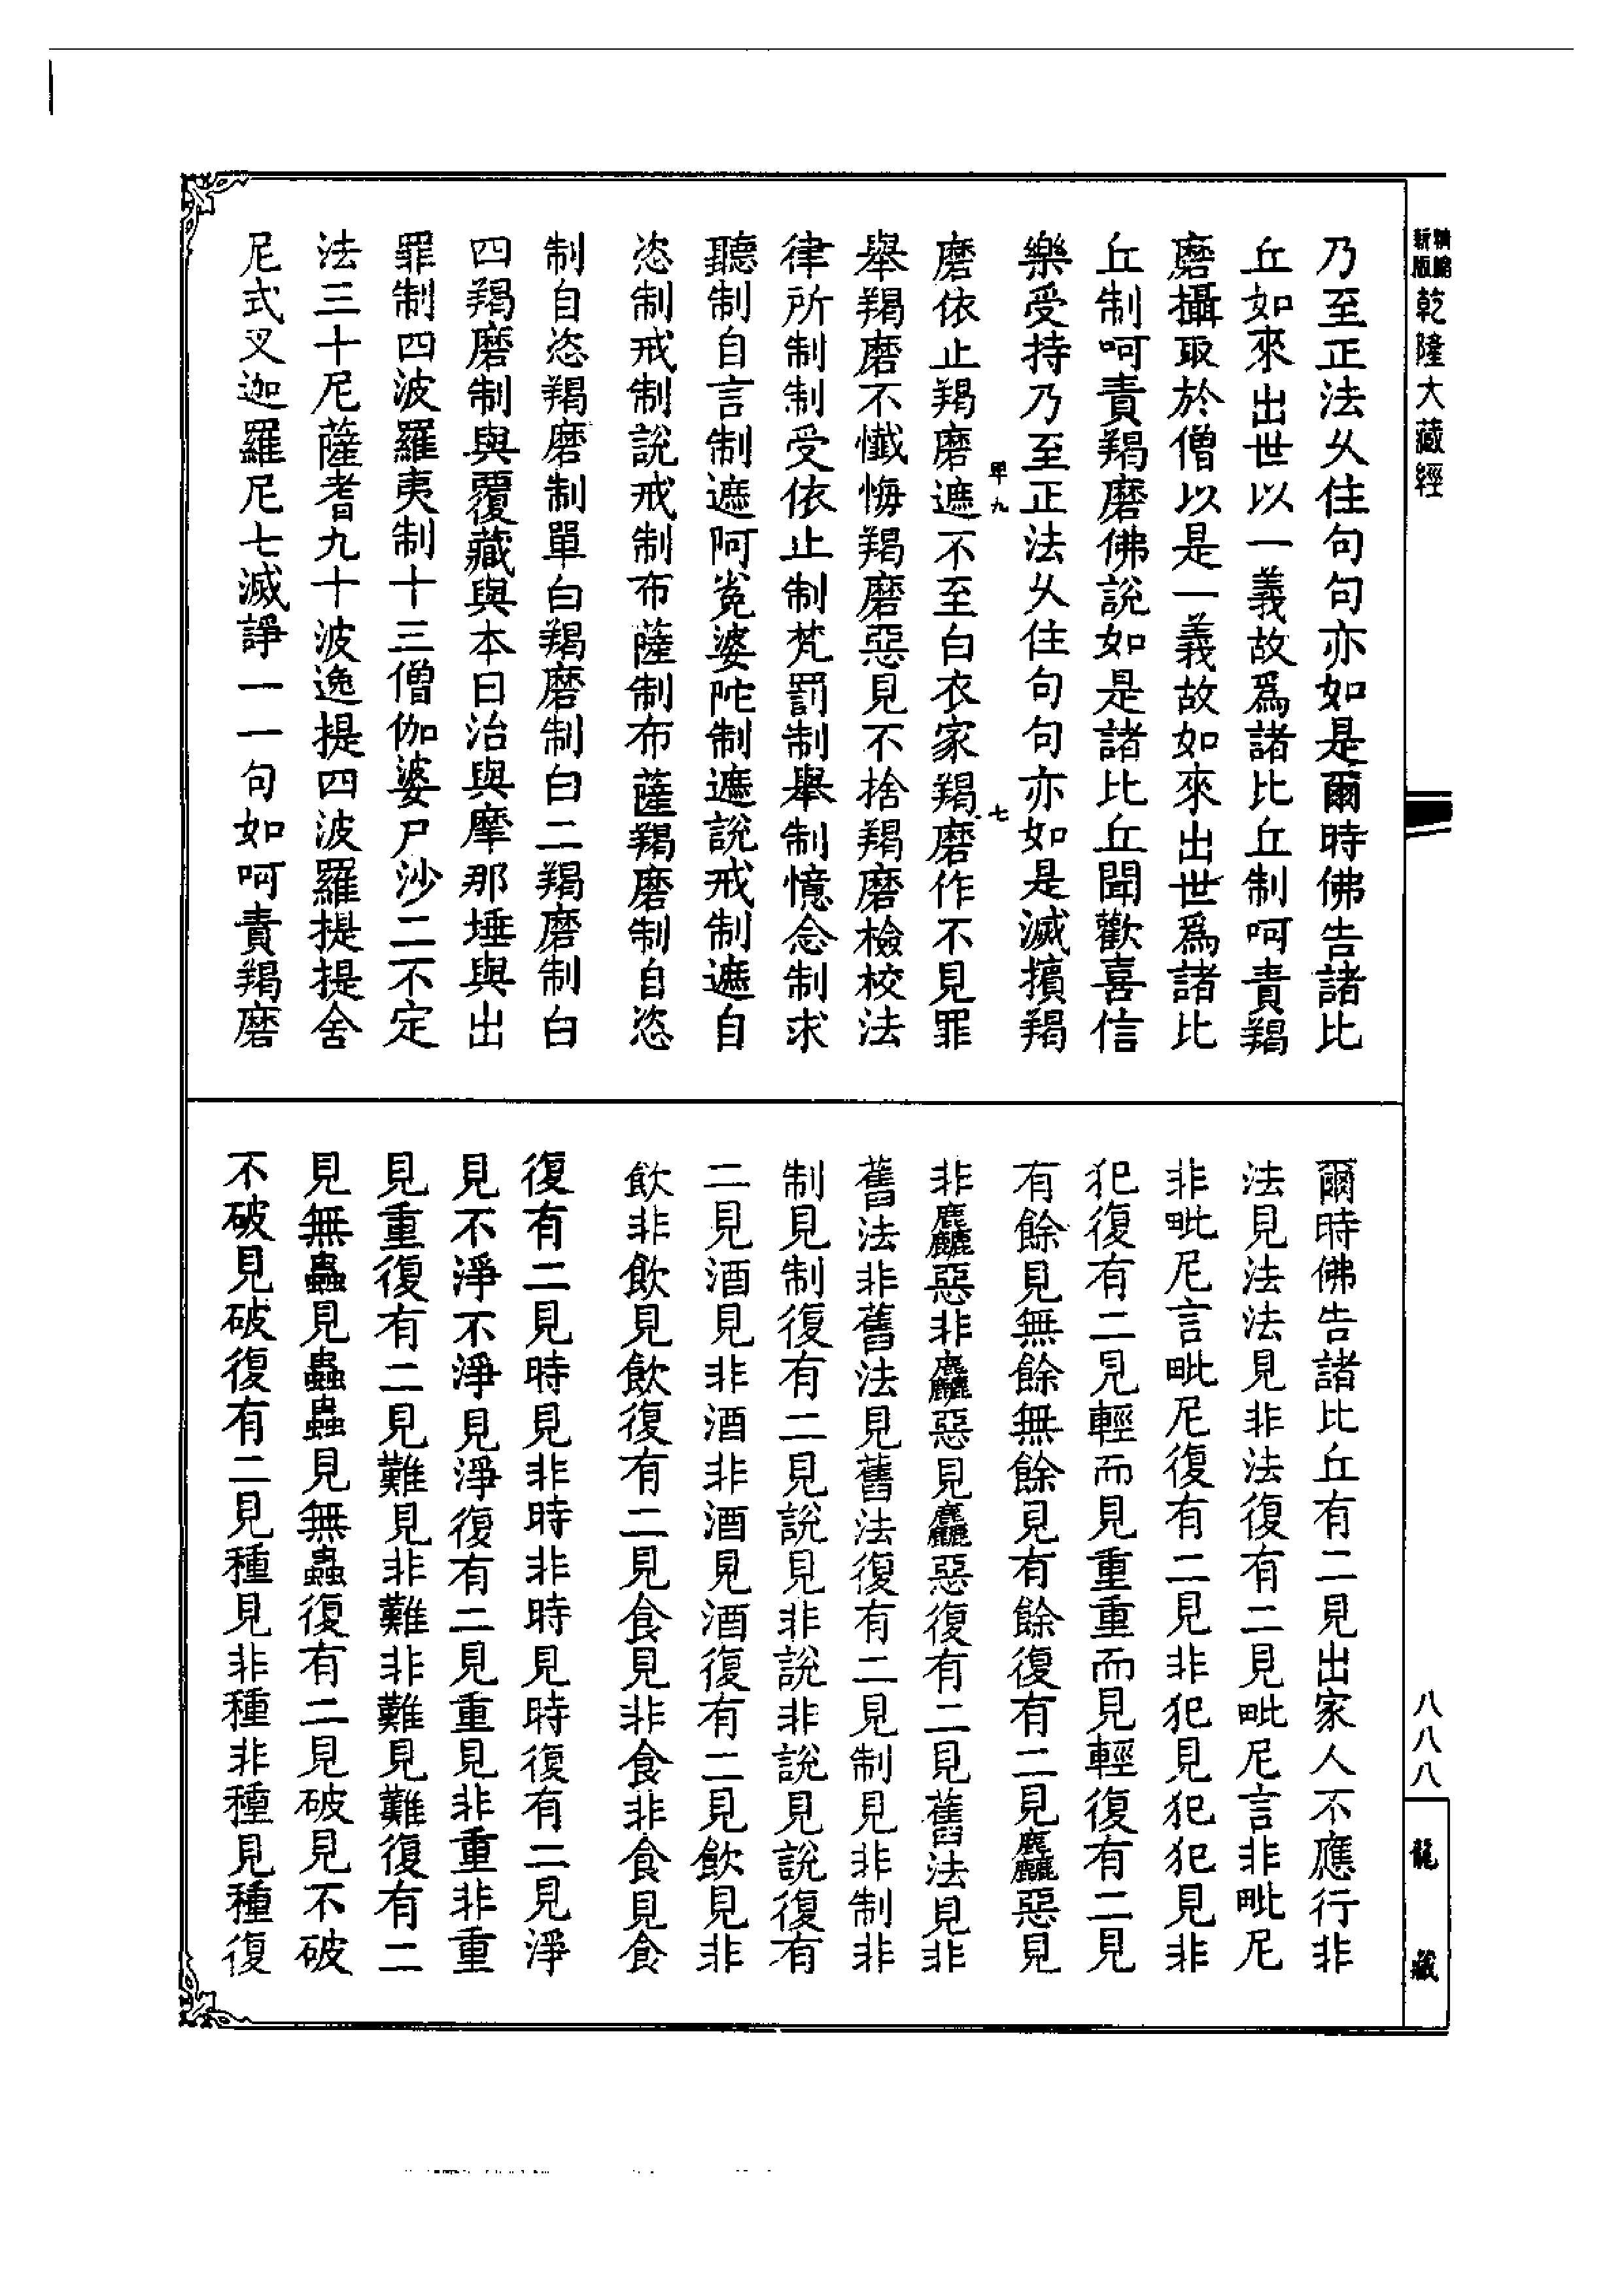 乾隆大藏經
乃至正法乆住句句亦如是爾時佛告諸比
丘如來出世以一義故爲諸比丘制呵責羯
磨攝取於僧以是一義故如來出世爲諸比
丘制呵責羯磨佛說如是諸比丘聞歡喜信
樂受持乃至正法乆住句句亦如是滅擯羯
七
磨依止羯磨遮不至白衣家羯磨作不見罪
舉羯磨不懺悔羯磨惡見不捨羯磨檢校法
律所制制受依止制梵罰制舉制憶念制求
聽制自言制遮阿㝹婆陀制遮說戒制遮自
恣制戒制說戒制布薩制布薩羯磨制自恣
制自恣羯磨制單白羯磨制白二羯磨制白
四羯磨制與覆藏與本日治與摩那埵與出
罪制四波羅夷制十三僧伽婆尸沙二不定
法三十尼薩耆九十波逸提四波羅提提舍
尼式叉迦羅尼七滅諍一一句如呵責羯磨
爾時佛告諸比丘有二見出家人不應行非
法見法法見非法復有二見毗尼言非毗尼
非毗尼言毗尼復有二見非犯見犯犯見非
犯復有二見輕而見重重而見輕復有二見
有餘見無餘無餘見有餘復有二見麤惡見
非麤惡非麤惡見麤惡復有二見舊法見非
舊法非舊法見舊法復有二見制見非制非
制見制復有二見說見非說非說見說復有
二見酒見非酒非酒見酒復有二見飲見非
飲非飲見飲復有二見食見非食非食見食
復有二見時見非時非時見時復有二見淨
見不淨不淨見淨復有二見重見非重非重
見重復有二見難見非難非難見難復有二
見無蟲見蟲蟲見無蟲復有二見破見不破
不破見破復有二見種見非種非種見種復
八八八
龍藏